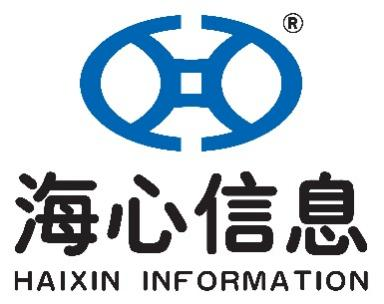 ®
海心信息
HAIXIN INFORMATION